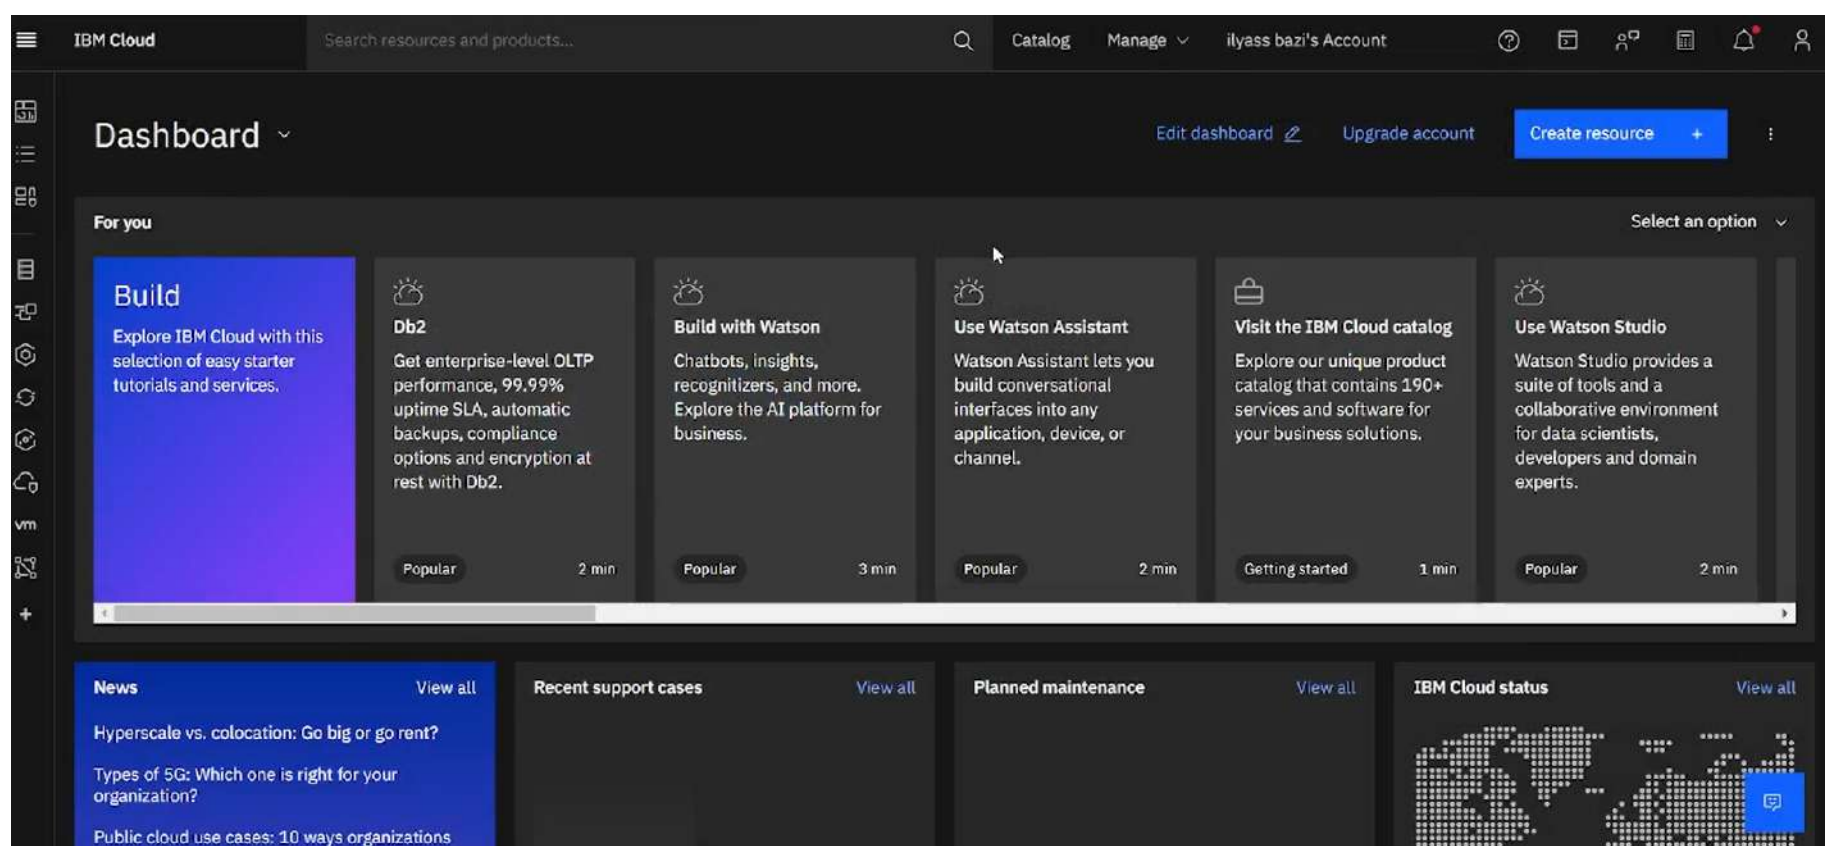 IBM Cloud
Search resources and products...
Catalog
Manage
ilyass bazi's Account
Dashboard
Edit dashboard
Upgrade account
Create resource +
For you
Select an option
Build
Explore IBM Cloud with this
selection of easy starter
tutorials and services.
Db2
Get enterprise-level OLTP
performance, 99.99%
uptime SLA, automatic
backups, compliance
options and encryption at
rest with Db2.
Popular
2 min
Build with Watson
Chatbots, insights,
recognitizers, and more.
Explore the AI platform for
business.
Popular
3 min
Use Watson Assistant
Watson Assistant lets you
build conversational
interfaces into any
application, device, or
channel.
Popular
2 min
Visit the IBM Cloud catalog
Explore our unique product
catalog that contains 190+
services and software for
your business solutions.
Getting started
1 min
Use Watson Studio
Watson Studio provides a
suite of tools and a
collaborative environment
for data scientists,
developers and domain
experts.
Popular
2 min
vm
News
View all
Hyperscale vs. colocation: Go big or go rent?
Types of 5G: Which one is right for your
organization?
Public cloud use cases: 10 ways organizations
Recent support cases
View all
Planned maintenance
View all
IBM Cloud status
View all